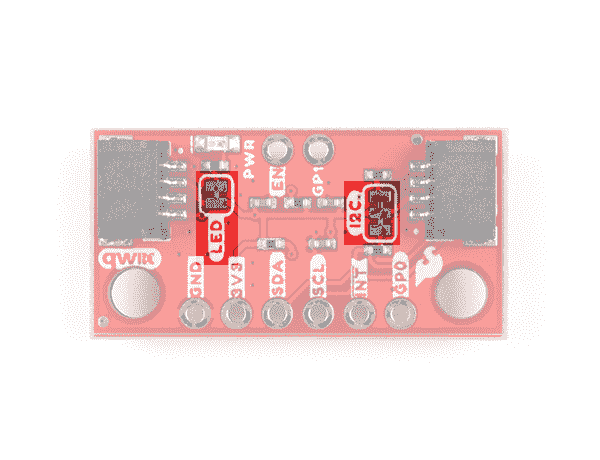 PWR
EN
GP1
LED
I2C
qwiic
GND
3V3
SDA
SCL
INT
GP0